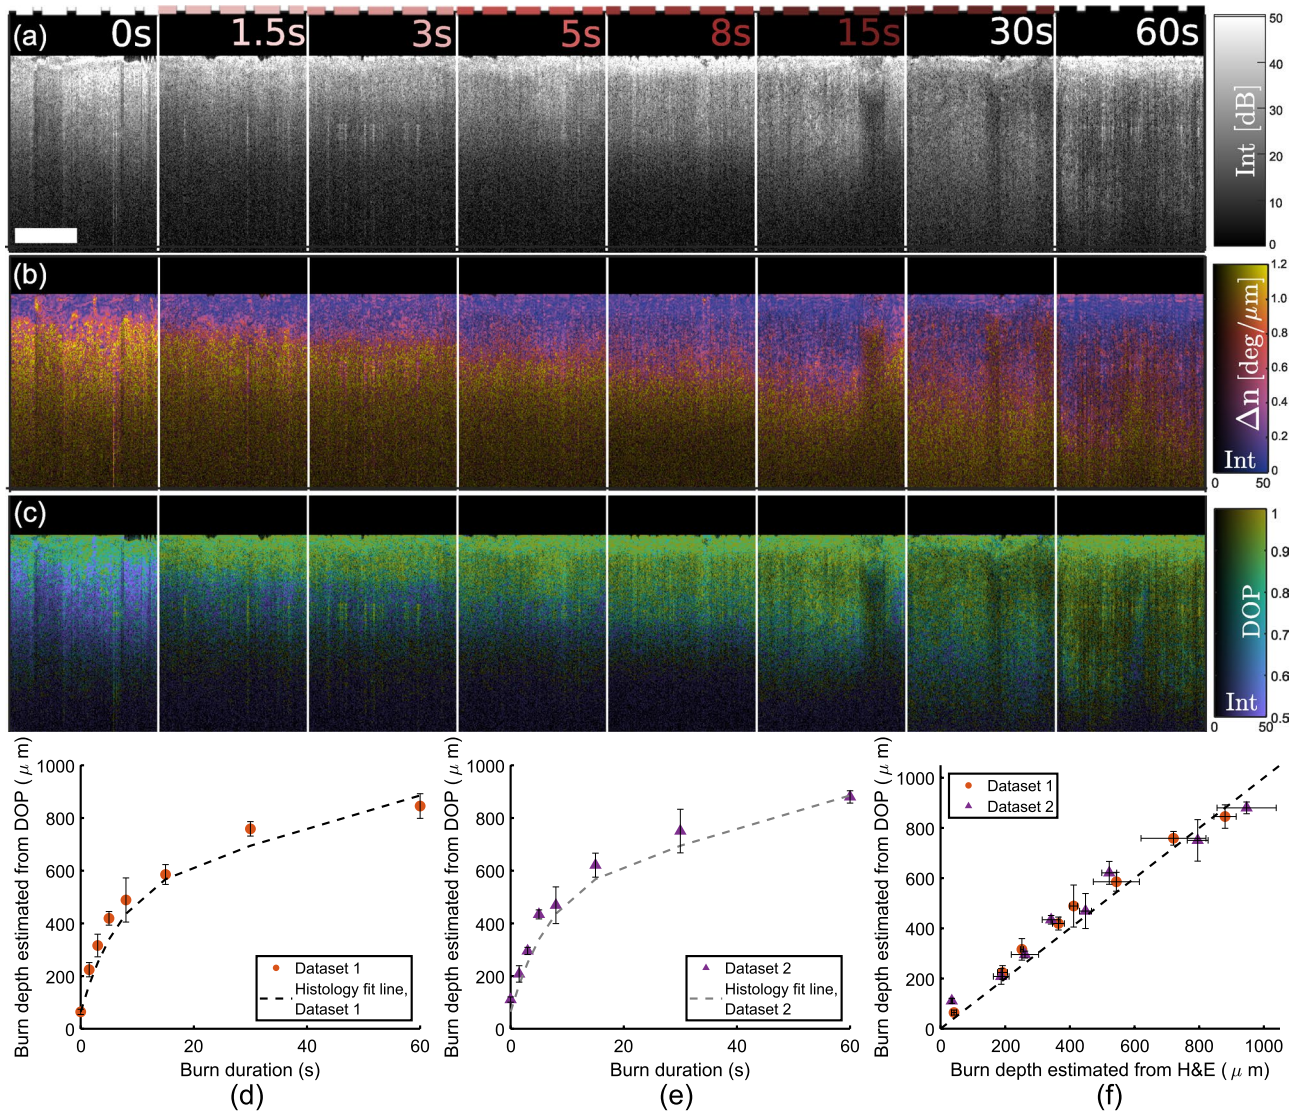 (a)
0s
1.5s
3s
5s
8s
15s
30s
60s
50
40
30
20
10
0
Int [dB]
(b)
1.2
1.0
0.8
0.6
0.4
0.2
0
Δn [deg/μm]
Int
0
50
(c)
1
0.9
0.8
0.7
0.6
0.5
DOP
Int
0
50
Burn depth estimated from DOP ( μ m)
1000
800
600
400
200
0
0
20
40
60
Burn duration (s)
Dataset 1
Histology fit line,
Dataset 1
(d)
Burn depth estimated from DOP ( μ m)
1000
800
600
400
200
0
0
20
40
60
Burn duration (s)
Dataset 2
Histology fit line,
Dataset 2
(e)
Burn depth estimated from DOP ( μ m)
1000
800
600
400
200
0
0
200
400
600
800
1000
Burn depth estimated from H&E ( μ m)
Dataset 1
Dataset 2
(f)